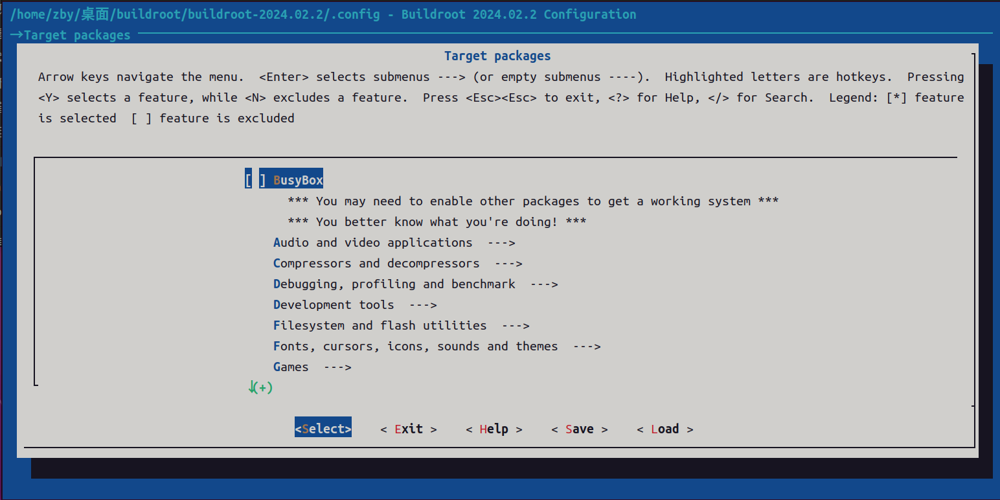 /home/zby/桌面/buildroot/buildroot-2024.02.2/.config - Buildroot 2024.02.2 Configuration
→Target packages
Target packages
Arrow keys navigate the menu.  <Enter> selects submenus ---> (or empty submenus ----).  Highlighted letters are hotkeys.  Pressing
<Y> selects a feature, while <N> excludes a feature.  Press <Esc><Esc> to exit, <?> for Help, </> for Search.  Legend: [*] feature
is selected  [ ] feature is excluded
[ ] BusyBox
*** You may need to enable other packages to get a working system ***
*** You better know what you're doing! ***
Audio and video applications  --->
Compressors and decompressors  --->
Debugging, profiling and benchmark  --->
Development tools  --->
Filesystem and flash utilities  --->
Fonts, cursors, icons, sounds and themes  --->
Games  --->
↓(+)
<Select>    < Exit >    < Help >    < Save >    < Load >